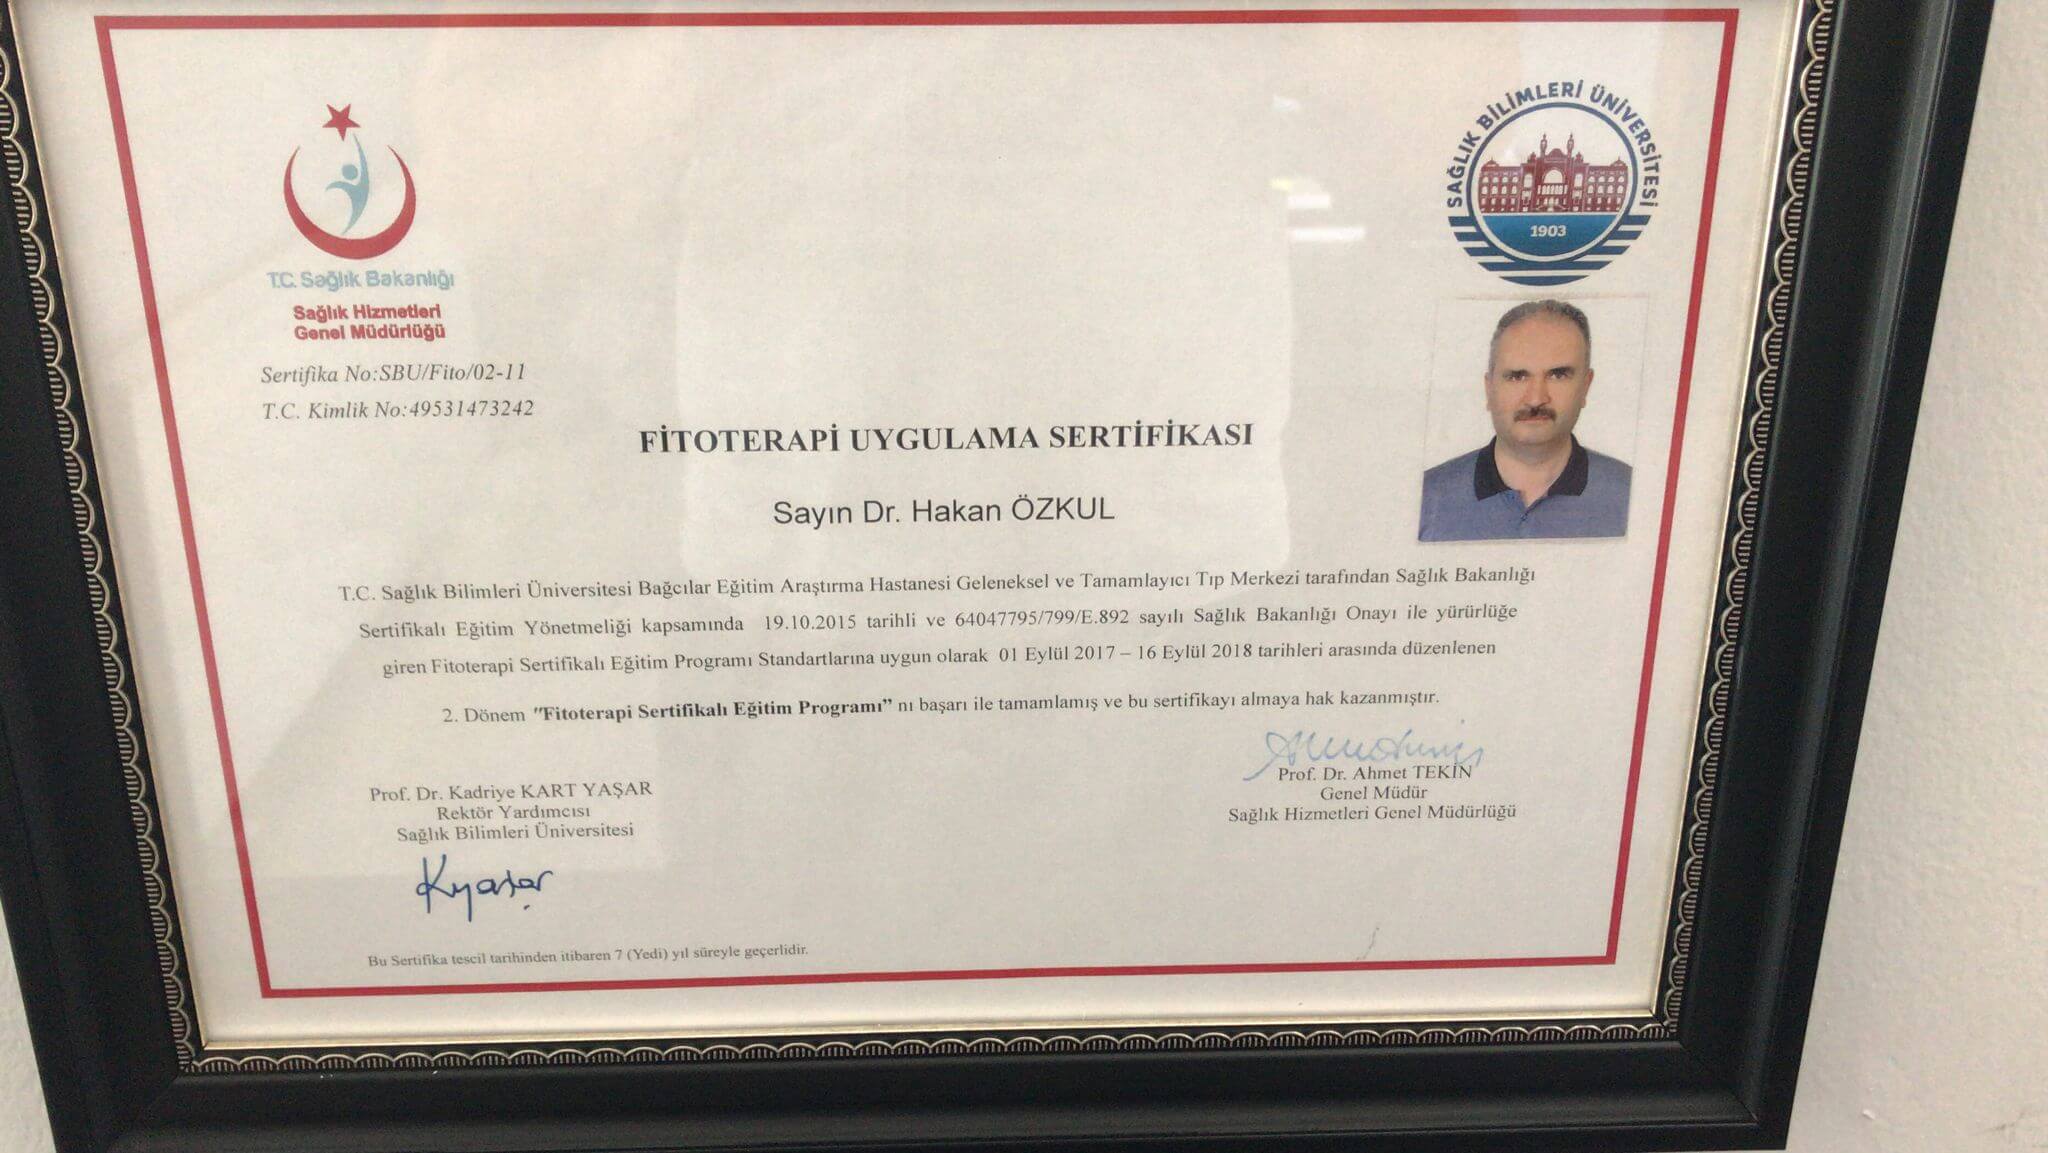 T.C. Sağlık Bakanlığı
Sağlık Hizmetleri
Genel Müdürlüğü
Sertifika No:SBU/Fito/02-11
T.C. Kimlik No:49531473242
SAĞLIK BİLİMLERİ ÜNİVERSİTESİ
1903
FİTOTERAPİ UYGULAMA SERTİFİKASI
Sayın Dr. Hakan ÖZKUL
T.C. Sağlık Bilimleri Üniversitesi Bağcılar Eğitim Araştırma Hastanesi Geleneksel ve Tamamlayıcı Tıp Merkezi tarafından Sağlık Bakanlığı
Sertifikalı Eğitim Yönetmeliği kapsamında 19.10.2015 tarihli ve 64047795/799/E.892 sayılı Sağlık Bakanlığı Onayı ile yürürlüğe
giren Fitoterapi Sertifikalı Eğitim Programı Standartlarına uygun olarak 01 Eylül 2017 – 16 Eylül 2018 tarihleri arasında düzenlenen
2. Dönem "Fitoterapi Sertifikalı Eğitim Programı” nı başarı ile tamamlamış ve bu sertifikayı almaya hak kazanmıştır.
Prof. Dr. Kadriye KART YAŞAR
Rektör Yardımcısı
Sağlık Bilimleri Üniversitesi
Kyaşar
Prof. Dr. Ahmet TEKİN
Genel Müdür
Sağlık Hizmetleri Genel Müdürlüğü
Bu Sertifika tescil tarihinden itibaren 7 (Yedi) yıl süreyle geçerlidir.